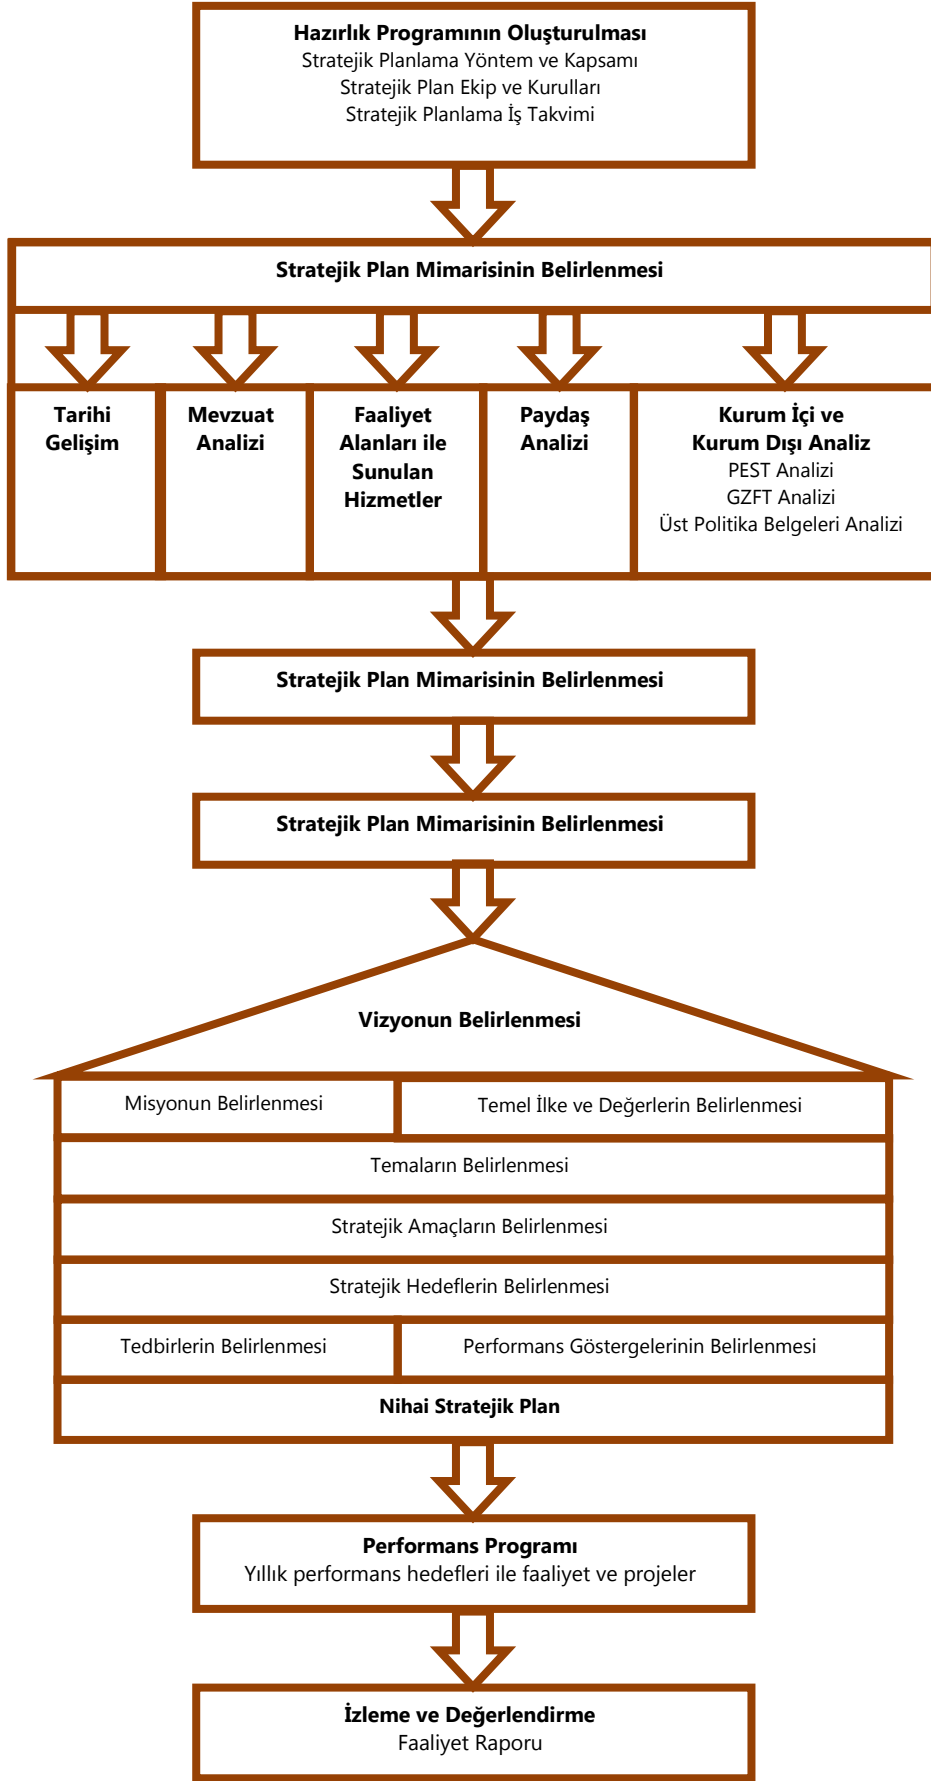 Hazırlık Programının Oluşturulması
Stratejik Planlama Yöntem ve Kapsamı
Stratejik Plan Ekip ve Kurulları
Stratejik Planlama İş Takvimi
Stratejik Plan Mimarisinin Belirlenmesi
Tarihi
Gelişim
Mevzuat
Analizi
Faaliyet
Alanları ile
Sunulan
Hizmetler
Paydaş
Analizi
Kurum İçi ve
Kurum Dışı Analiz
PEST Analizi
GZFT Analizi
Üst Politika Belgeleri Analizi
Stratejik Plan Mimarisinin Belirlenmesi
Stratejik Plan Mimarisinin Belirlenmesi
Vizyonun Belirlenmesi
Misyonun Belirlenmesi
Temel İlke ve Değerlerin Belirlenmesi
Temaların Belirlenmesi
Stratejik Amaçların Belirlenmesi
Stratejik Hedeflerin Belirlenmesi
Tedbirlerin Belirlenmesi
Performans Göstergelerinin Belirlenmesi
Nihai Stratejik Plan
Performans Programı
Yıllık performans hedefleri ile faaliyet ve projeler
İzleme ve Değerlendirme
Faaliyet Raporu